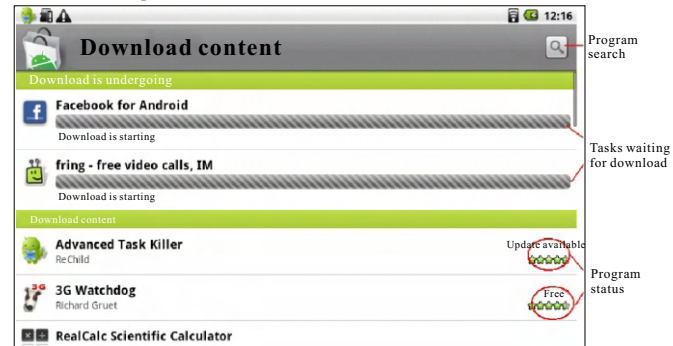 12:16
Download content
Program
search
Download is undergoing
Facebook for Android
Download is starting
Tasks waiting
for download
fring - free video calls, IM
Download is starting
Download content
Advanced Task Killer
ReChild
Update available
Program
status
3G
3G Watchdog
Richard Gruet
Free
RealCalc Scientific Calculator